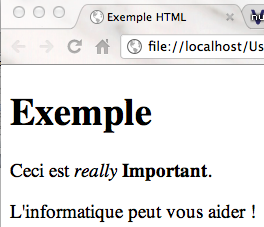 Exemple HTML
file://localhost/Us
Exemple
Ceci est really Important.
L'informatique peut vous aider !